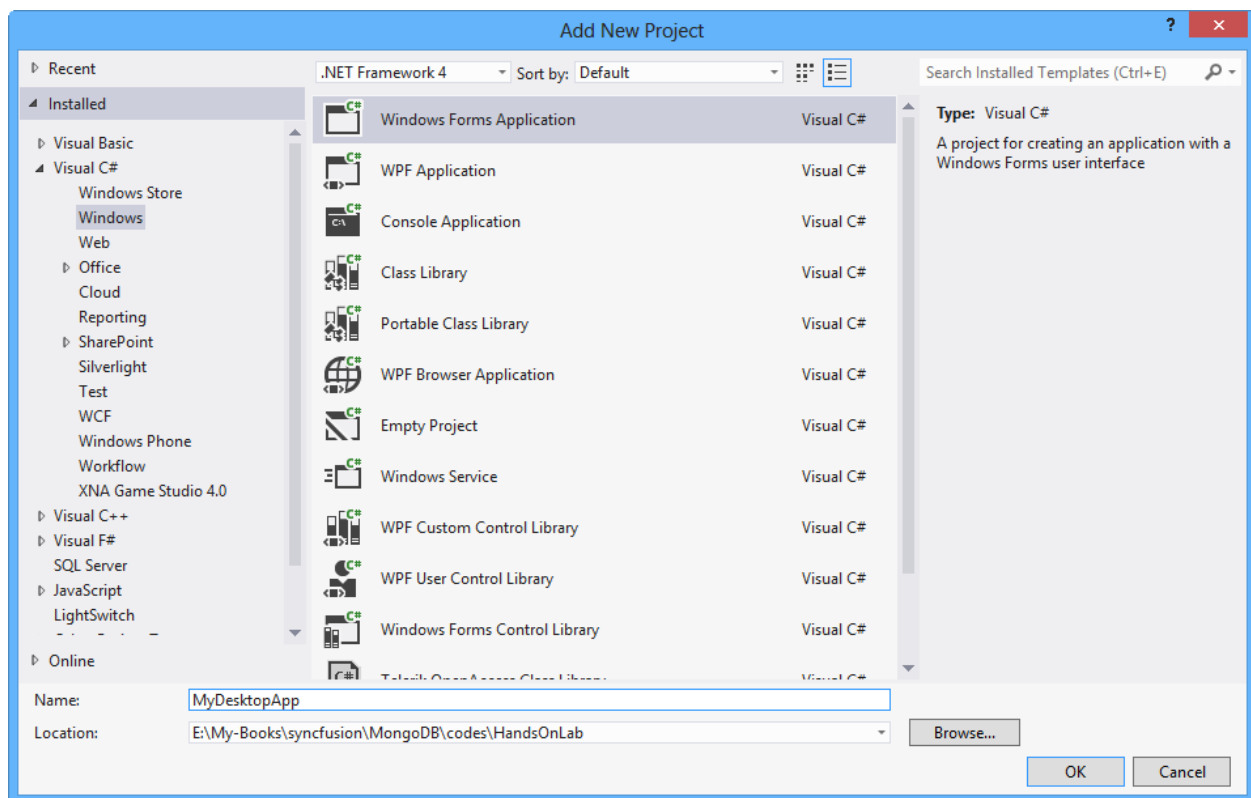 Add New Project
?
Recent
.NET Framework 4
Sort by: Default
Search Installed Templates (Ctrl+E)
Installed
Visual Basic
Visual C#
Windows Store
Windows
Web
Office
Cloud
Reporting
SharePoint
Silverlight
Test
WCF
Windows Phone
Workflow
XNA Game Studio 4.0
Visual C++
Visual F#
SQL Server
JavaScript
LightSwitch
Online
C# Windows Forms Application Visual C#
C# WPF Application Visual C#
C# C:\ Console Application Visual C#
C# Class Library Visual C#
C# Portable Class Library Visual C#
C# WPF Browser Application Visual C#
C# Empty Project Visual C#
C# Windows Service Visual C#
C# WPF Custom Control Library Visual C#
C# WPF User Control Library Visual C#
C# Windows Forms Control Library Visual C#
C# Telerik OpenAccess Class Library Visual C#
Type: Visual C#
A project for creating an application with a
Windows Forms user interface
Name: MyDesktopApp
Location: E:\My-Books\syncfusion\MongoDB\codes\HandsOnLab
Browse...
OK
Cancel